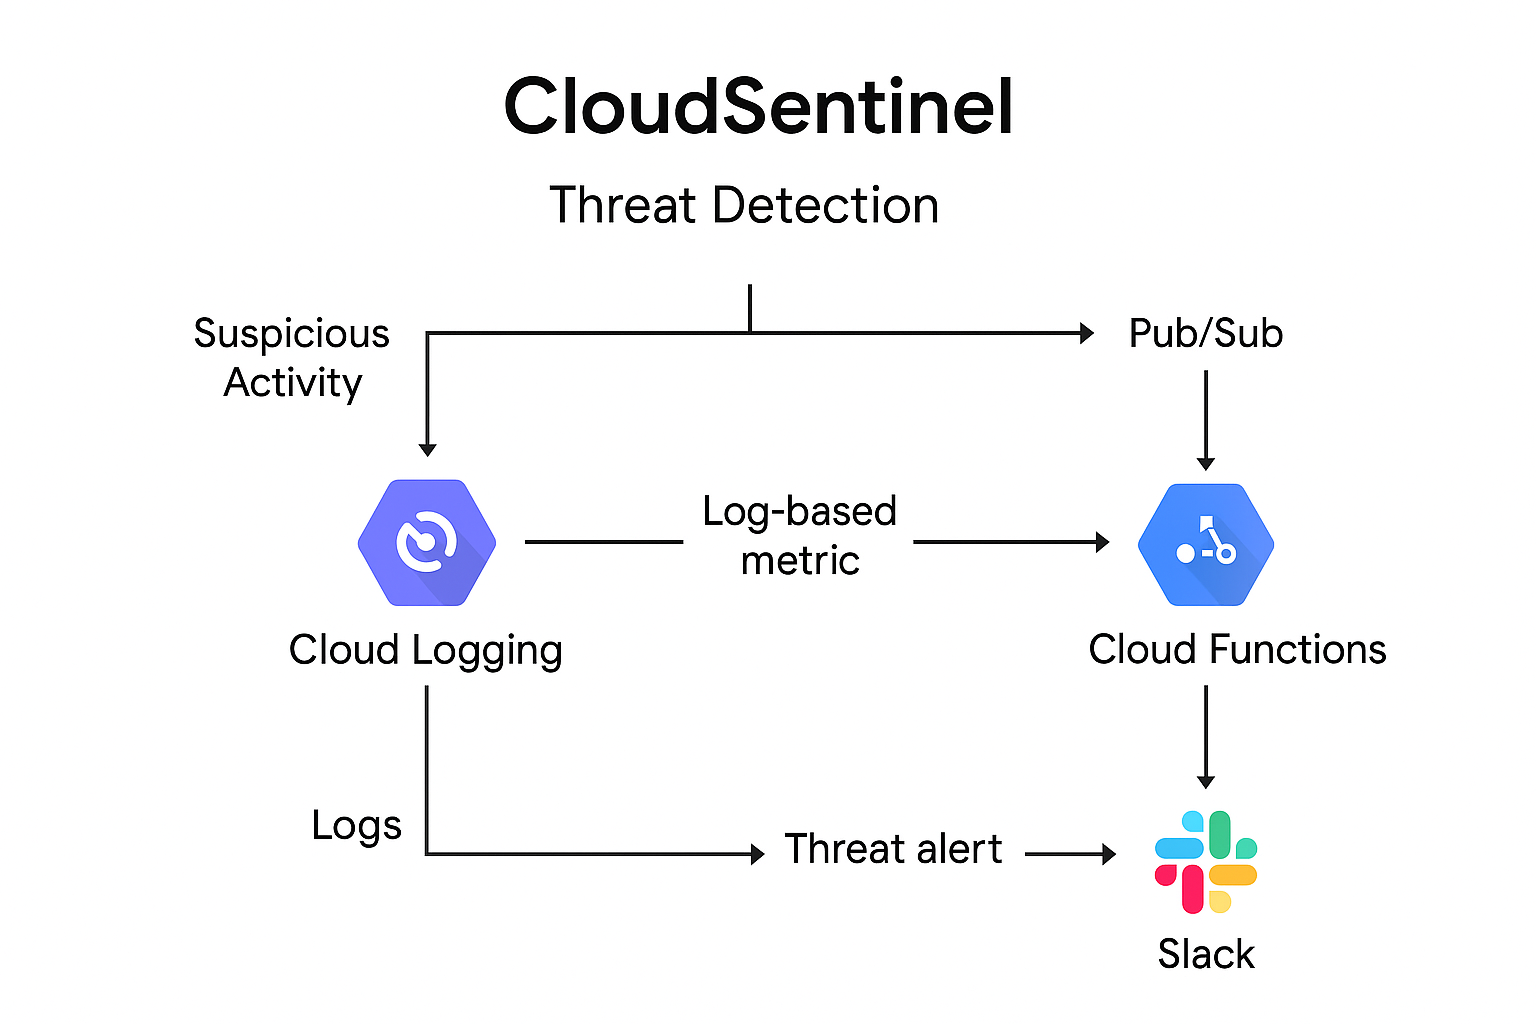 CloudSentinel
Threat Detection
Suspicious
Activity
Pub/Sub
Log-based
metric
Cloud Logging
Cloud Functions
Logs
Threat alert
Slack